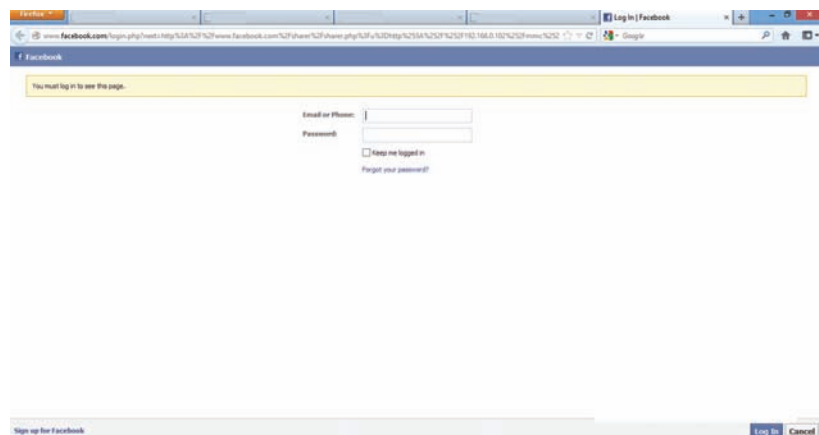 Firefox
Log In | Facebook
www.facebook.com/login.php?next=http%3A%2F%2Fwww.facebook.com%2Fsharer%2Fsharer.php%3Fu%3Dhttp%253A%252F%252F192.168.0.102%252Fmmc%252
Google
Facebook
You must log in to see this page.
Email or Phone:
Password:
Keep me logged in
Forgot your password?
Sign up for Facebook
Log In
Cancel